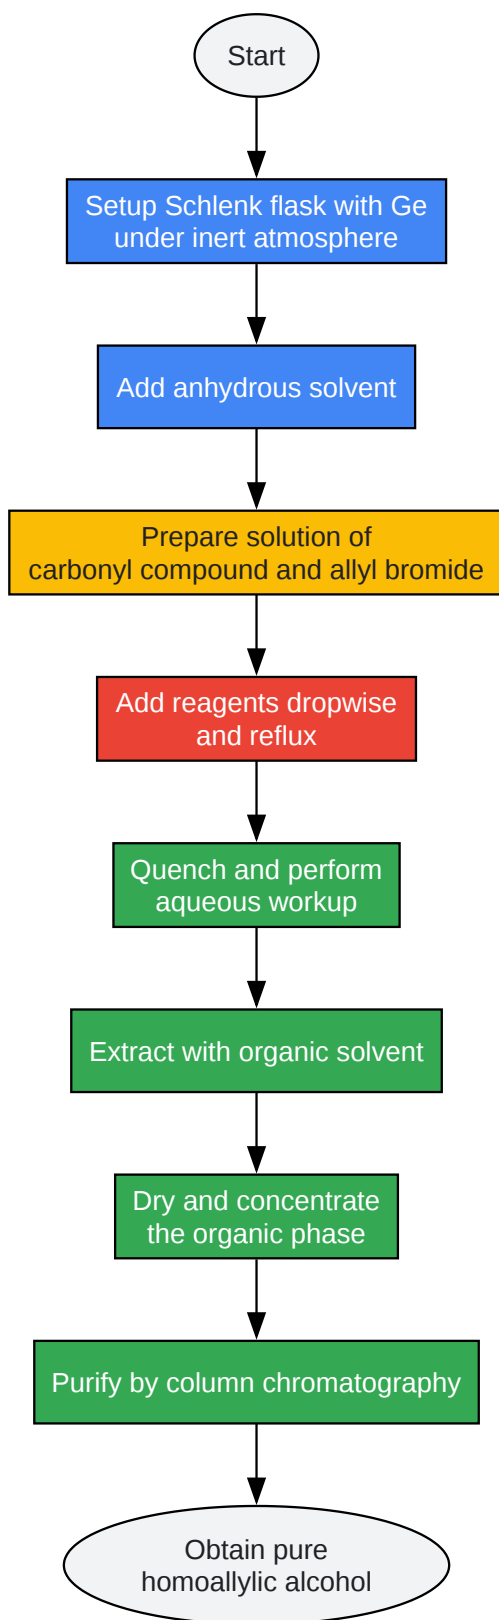 Start
Setup Schlenk flask with Ge
under inert atmosphere
Add anhydrous solvent
Prepare solution of
carbonyl compound and allyl bromide
Add reagents dropwise
and reflux
Quench and perform
aqueous workup
Extract with organic solvent
Dry and concentrate
the organic phase
Purify by column chromatography
Obtain pure
homoallylic alcohol